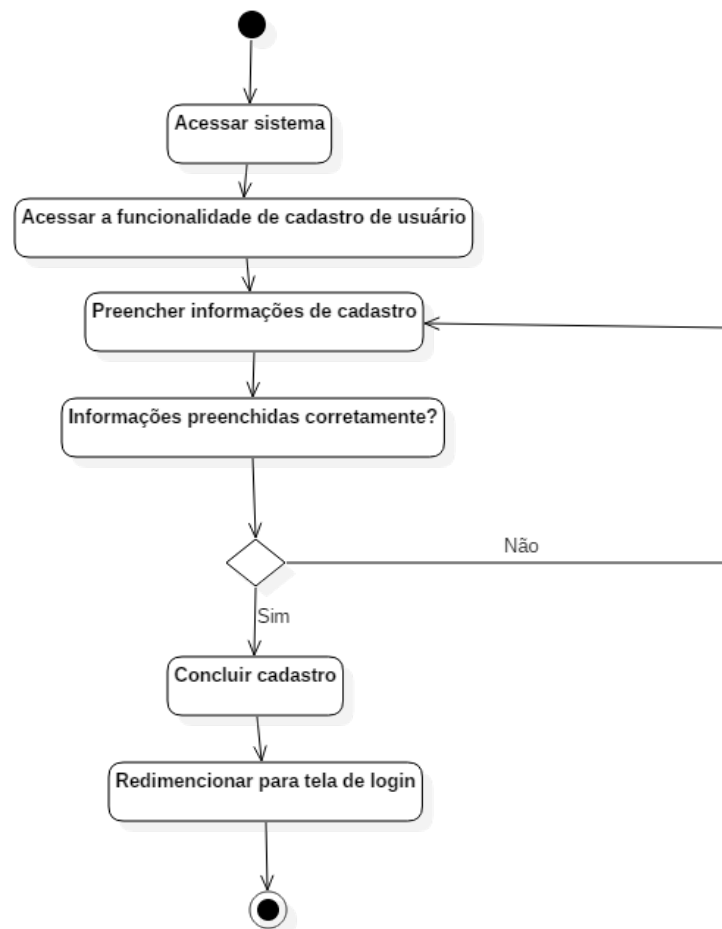 Acessar sistema
Acessar a funcionalidade de cadastro de usuário
Preencher informações de cadastro
Informações preenchidas corretamente?
Não
Sim
Concluir cadastro
Redimencionar para tela de login